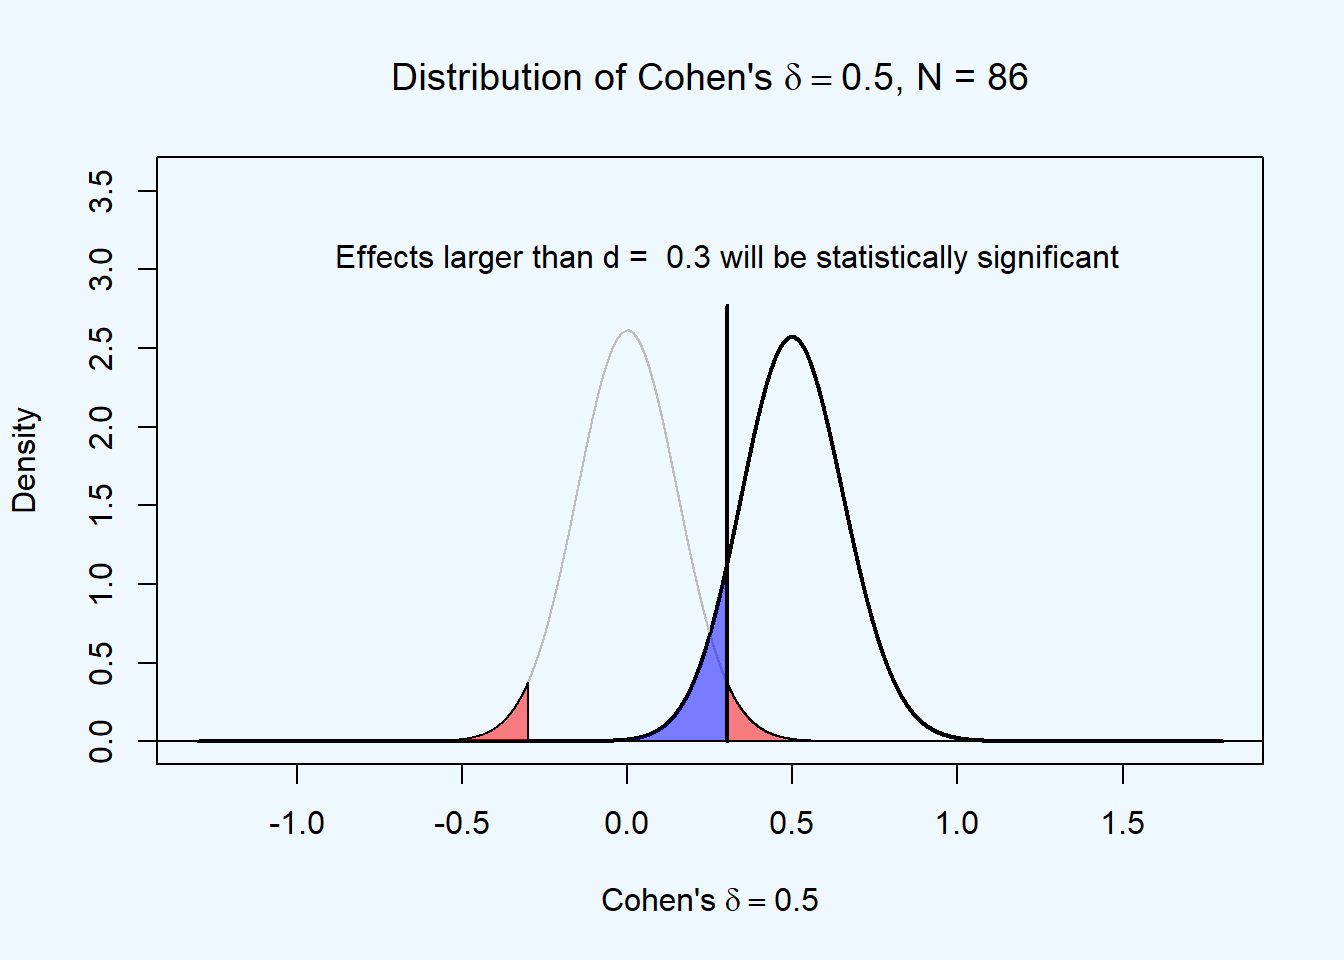 Distribution of Cohen's δ = 0.5, N = 86
Effects larger than d =  0.3 will be statistically significant
Density
3.5
3.0
2.5
2.0
1.5
1.0
0.5
0.0
-1.0 -0.5 0.0 0.5 1.0 1.5
Cohen's δ = 0.5